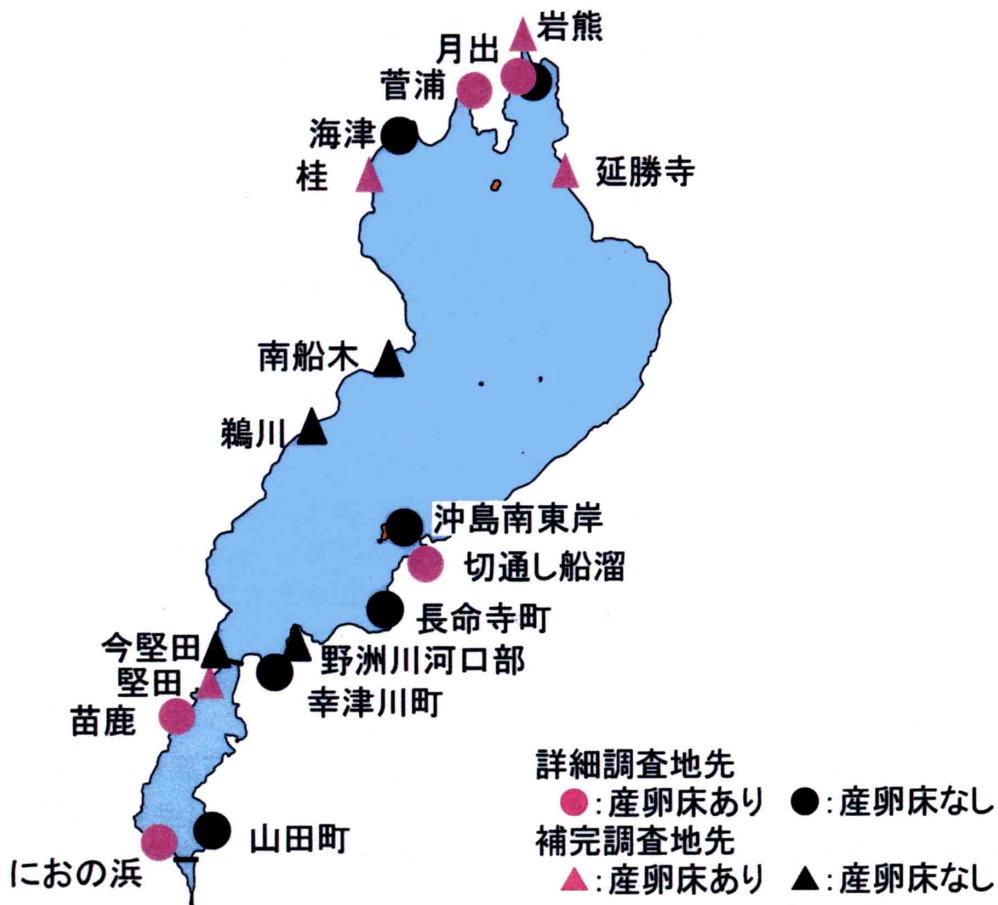 岩熊
月出
菅浦
海津
桂
延勝寺
南船木
鵜川
沖島南東岸
切通し船溜
長命寺町
今堅田
野洲川河口部
堅田
幸津川町
苗鹿
山田町
におの浜
詳細調査地先
:産卵床あり :産卵床なし
補完調査地先
:産卵床あり :産卵床なし